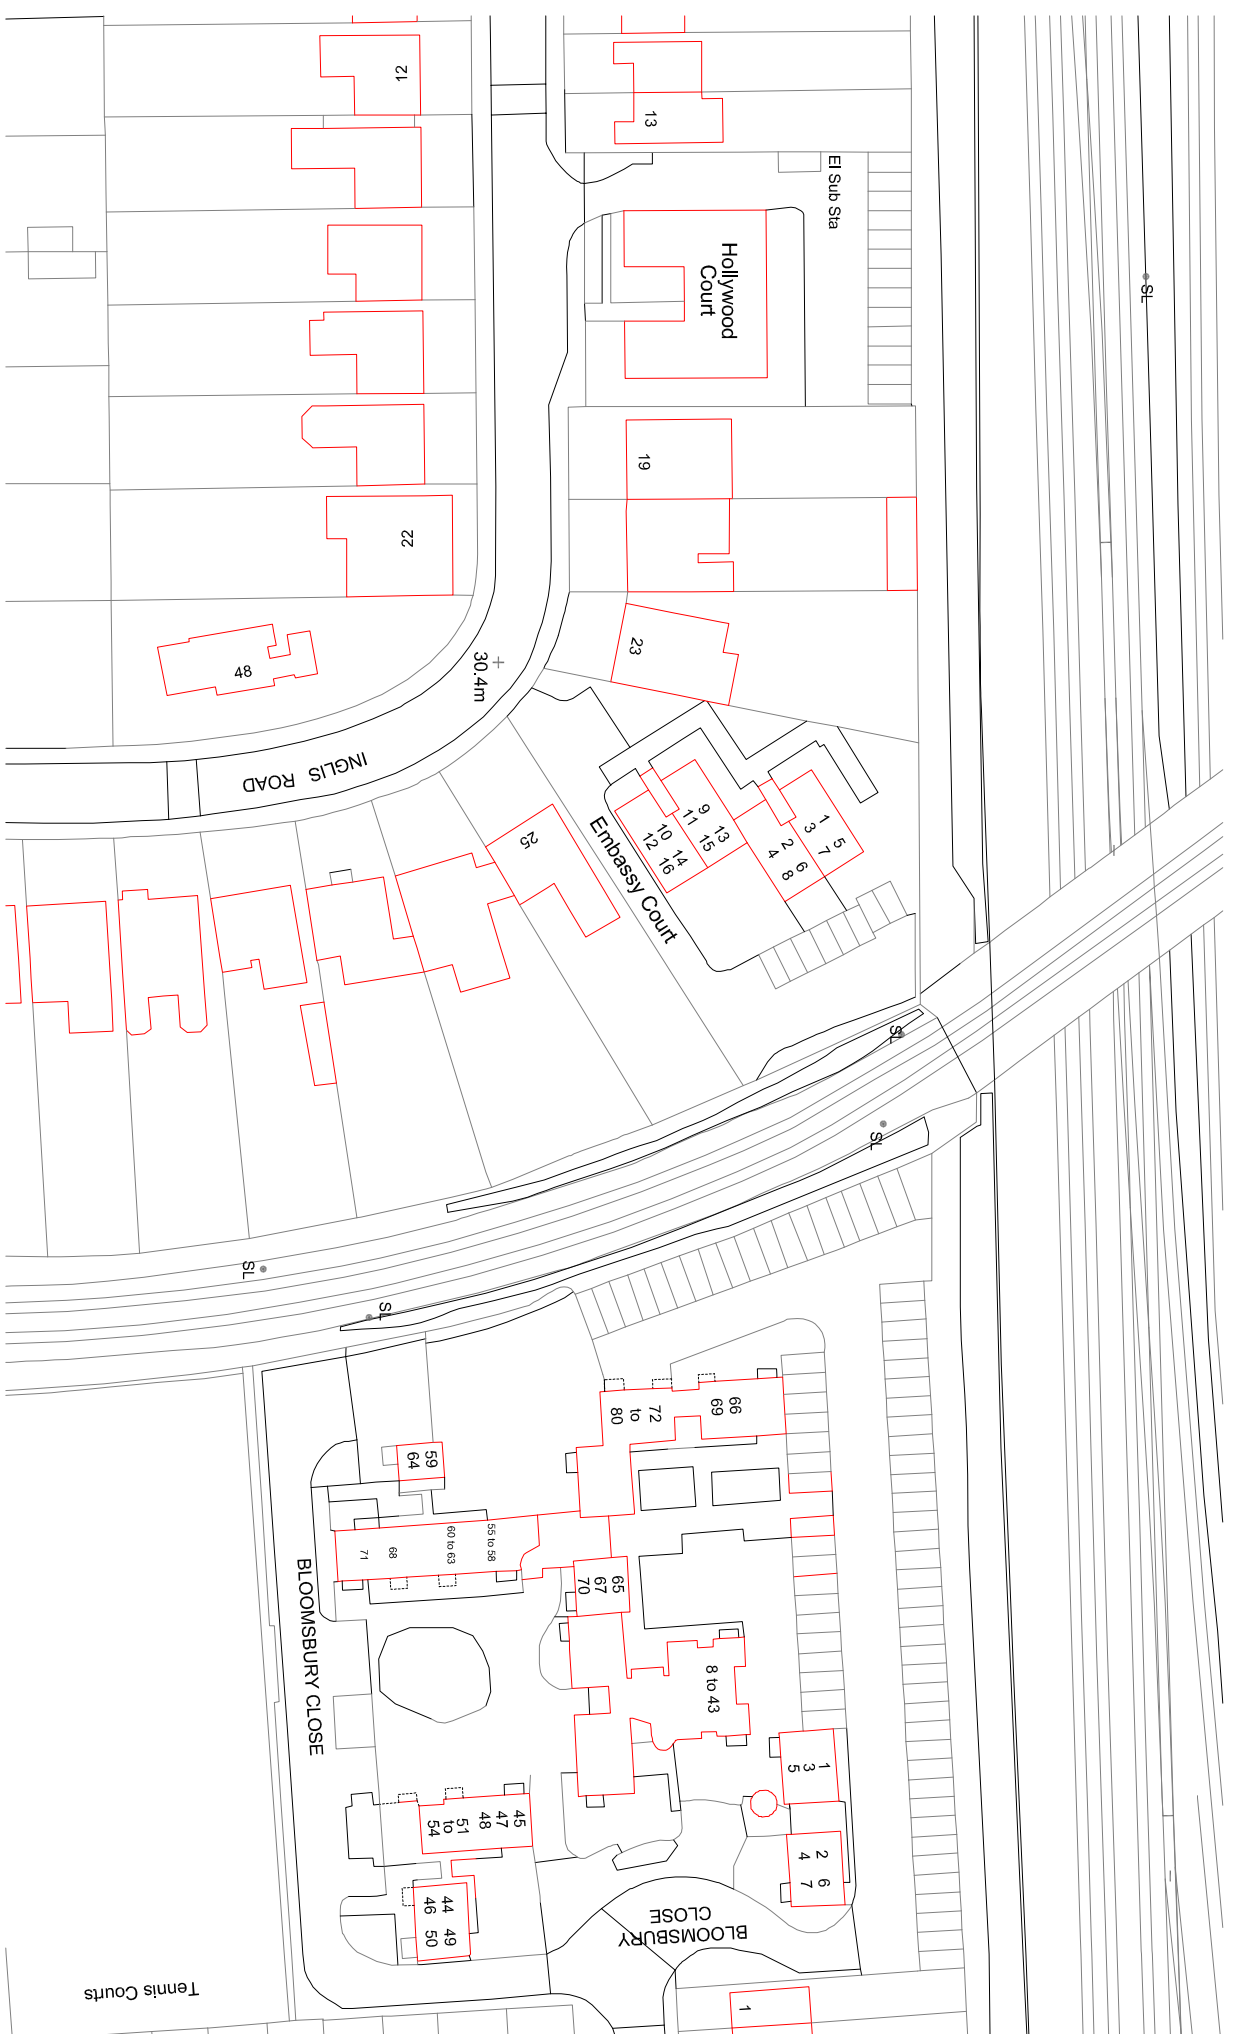 12
13
El Sub Sta
Hollywood
Court
SL
19
22
23
48
30.4m
INGLIS ROAD
25
Embassy Court
9 13
11 15
10 14
12 16
1 5
3 7
2 6
4 8
SL
SL
SL
SL
66
69
72
to
80
59
64
55 to 58
60 to 63
68
71
65
67
70
BLOOMSBURY CLOSE
8 to 43
1
3
5
45
47
48
51
to
54
2 6
4 7
44 49
46 50
BLOOMSBURY
CLOSE
Tennis Courts
1